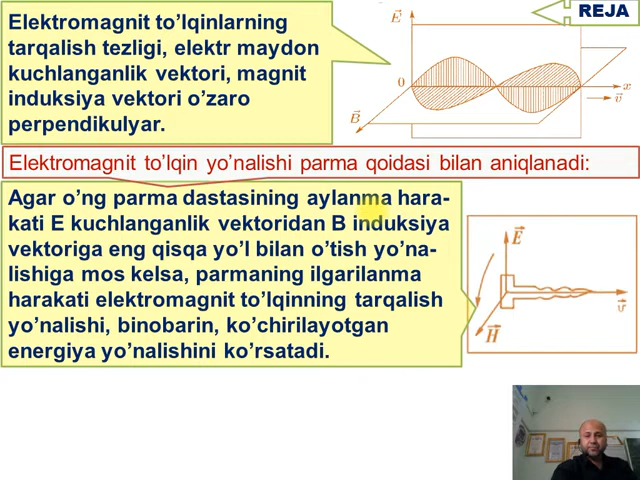 Elektromagnit to’lqinlarning
tarqalish tezligi, elektr maydon
kuchlanganlik vektori, magnit
induksiya vektori o’zaro
perpendikulyar.
E
0
x
v
B
REJA
Elektromagnit to’lqin yo’nalishi parma qoidasi bilan aniqlanadi:
Agar o’ng parma dastasining aylanma hara-
kati E kuchlanganlik vektoridan B induksiya
vektoriga eng qisqa yo’l bilan o’tish yo’na-
lishiga mos kelsa, parmaning ilgarilanma
harakati elektromagnit to’lqinning tarqalish
yo’nalishi, binobarin, ko’chirilayotgan
energiya yo’nalishini ko’rsatadi.
E
v
H